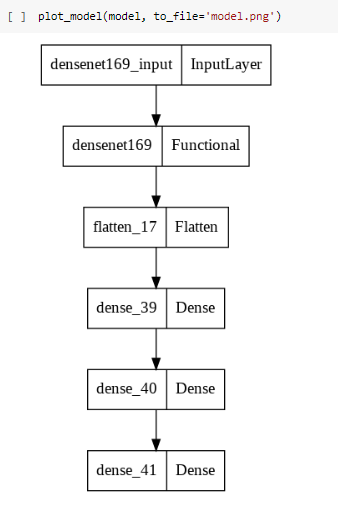 [ ] plot_model(model, to_file='model.png')
densenet169_input InputLayer
densenet169 Functional
flatten_17 Flatten
dense_39 Dense
dense_40 Dense
dense_41 Dense